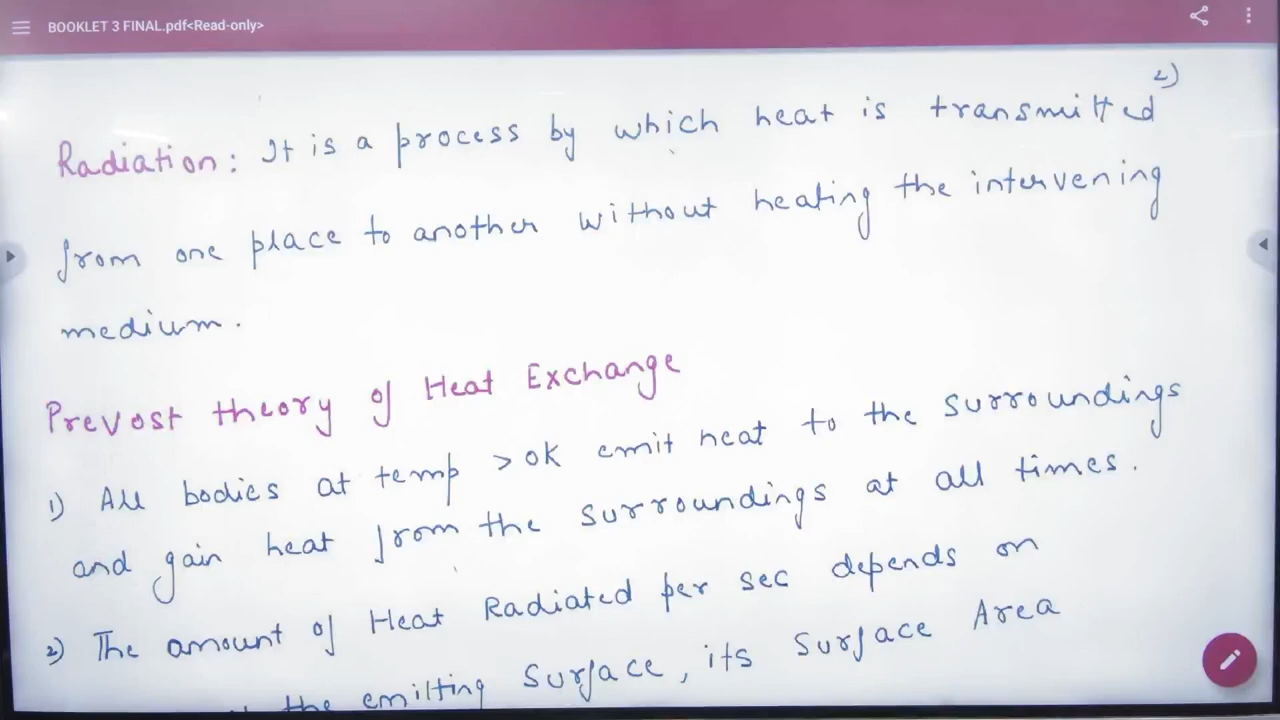 BOOKLET 3 FINAL.pdf<Read-only>
2)
Radiation: It is a process by which heat is transmitted
from one place to another without heating the intervening
medium.
Prevost theory of Heat Exchange
1) All bodies at temp > 0K emit heat to the surroundings
and gain heat from the surroundings at all times.
2) The amount of Heat Radiated per sec depends on
the emitting Surface, its Surface Area